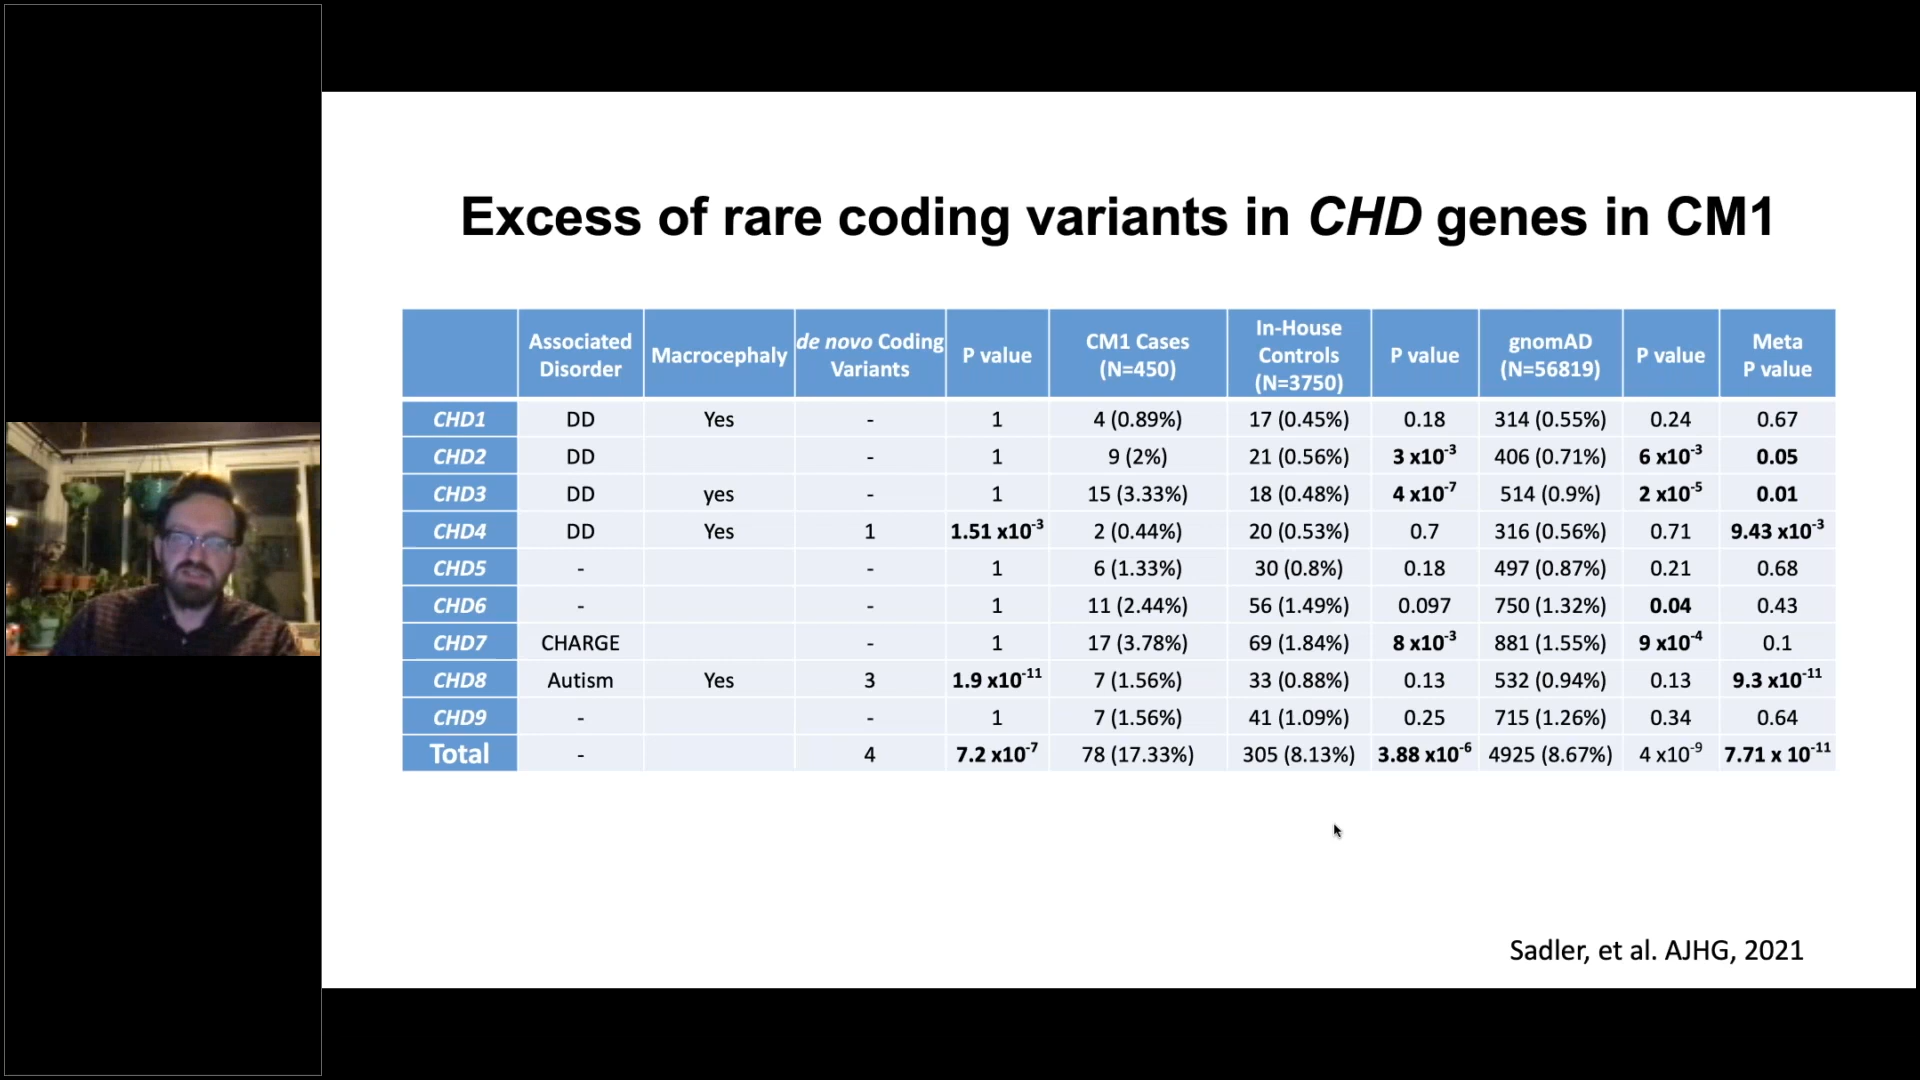 Excess of rare coding variants in CHD genes in CM1
Associated Disorder | Macrocephaly | de novo Coding Variants | P value | CM1 Cases (N=450) | In-House Controls (N=3750) | P value | gnomAD (N=56819) | P value | Meta P value
CHD1 | DD | Yes | - | 1 | 4 (0.89%) | 17 (0.45%) | 0.18 | 314 (0.55%) | 0.24 | 0.67
CHD2 | DD | | - | 1 | 9 (2%) | 21 (0.56%) | 3 x10⁻³ | 406 (0.71%) | 6 x10⁻³ | 0.05
CHD3 | DD | yes | - | 1 | 15 (3.33%) | 18 (0.48%) | 4 x10⁻⁷ | 514 (0.9%) | 2 x10⁻⁵ | 0.01
CHD4 | DD | Yes | 1 | 1.51 x10⁻³ | 2 (0.44%) | 20 (0.53%) | 0.7 | 316 (0.56%) | 0.71 | 9.43 x10⁻³
CHD5 | - | | - | 1 | 6 (1.33%) | 30 (0.8%) | 0.18 | 497 (0.87%) | 0.21 | 0.68
CHD6 | - | | - | 1 | 11 (2.44%) | 56 (1.49%) | 0.097 | 750 (1.32%) | 0.04 | 0.43
CHD7 | CHARGE | | - | 1 | 17 (3.78%) | 69 (1.84%) | 8 x10⁻³ | 881 (1.55%) | 9 x10⁻⁴ | 0.1
CHD8 | Autism | Yes | 3 | 1.9 x10⁻¹¹ | 7 (1.56%) | 33 (0.88%) | 0.13 | 532 (0.94%) | 0.13 | 9.3 x10⁻¹¹
CHD9 | - | | - | 1 | 7 (1.56%) | 41 (1.09%) | 0.25 | 715 (1.26%) | 0.34 | 0.64
Total | - | | 4 | 7.2 x10⁻⁷ | 78 (17.33%) | 305 (8.13%) | 3.88 x10⁻⁶ | 4925 (8.67%) | 4 x10⁻⁹ | 7.71 x 10⁻¹¹
Sadler, et al. AJHG, 2021